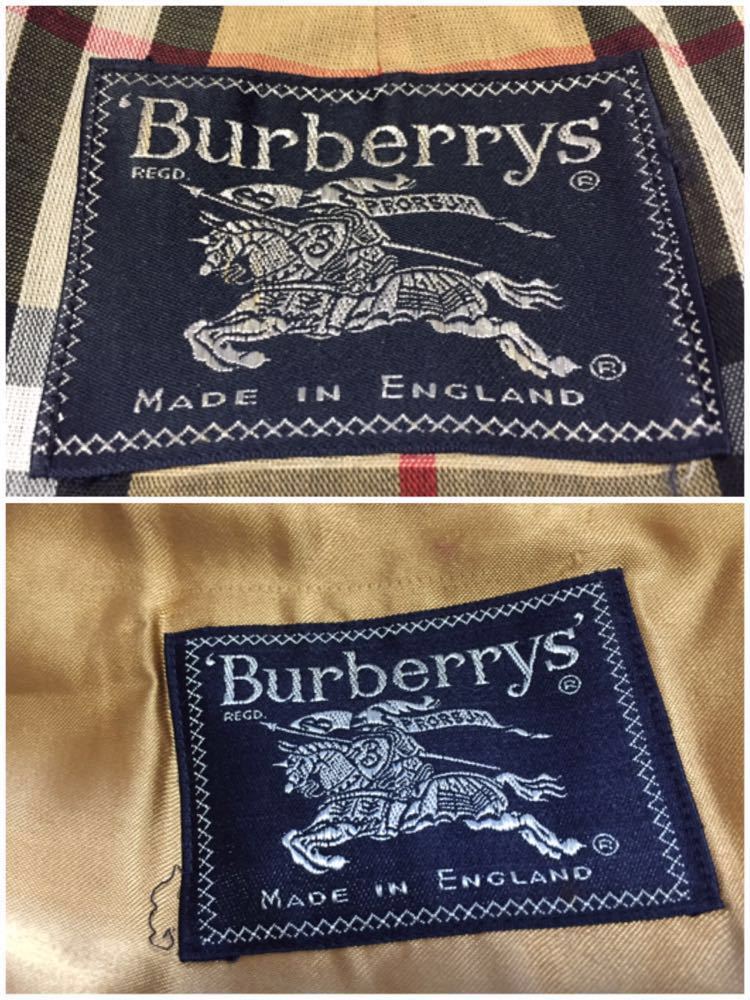 'Burberrys'
REGD. ®
PRORSUM
®
MADE IN ENGLAND
'Burberrys'
REGD. ®
PRORSUM
®
MADE IN ENGLAND